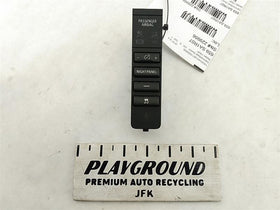 PASSENGER
AIRBAG
NIGHT PANEL
PLAYGROUND
PREMIUM AUTO RECYCLING
JFK